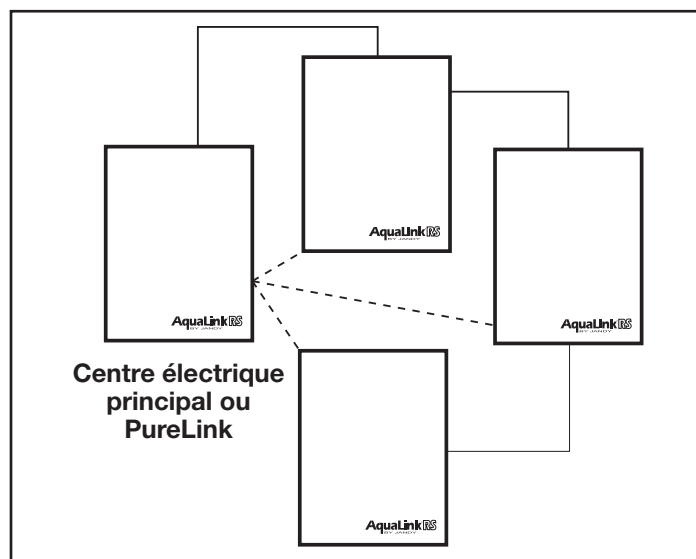 AquaLink RS
BY JANDY
AquaLink RS
BY JANDY
AquaLink RS
BY JANDY
Centre électrique
principal ou
PureLink
AquaLink RS
BY JANDY